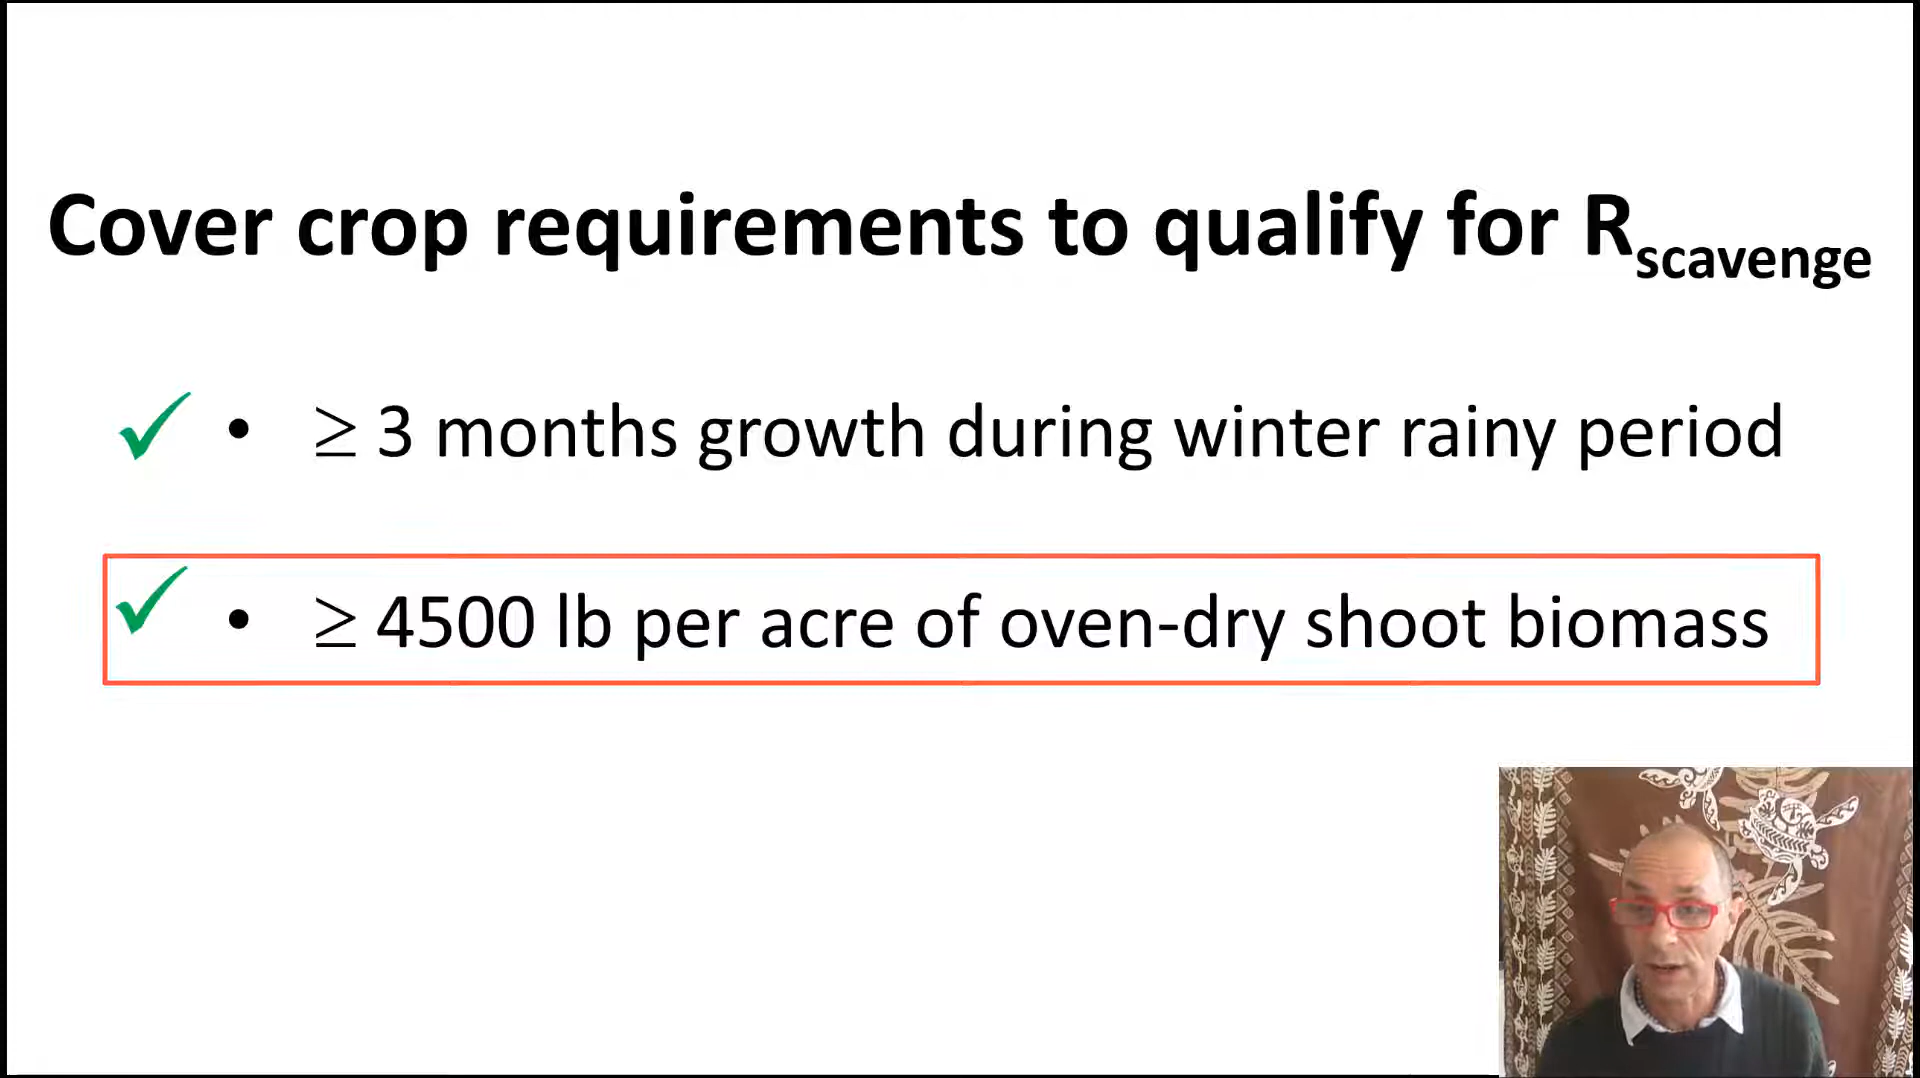 Cover crop requirements to qualify for Rscavenge
✓ • ≥ 3 months growth during winter rainy period
✓ • ≥ 4500 lb per acre of oven-dry shoot biomass